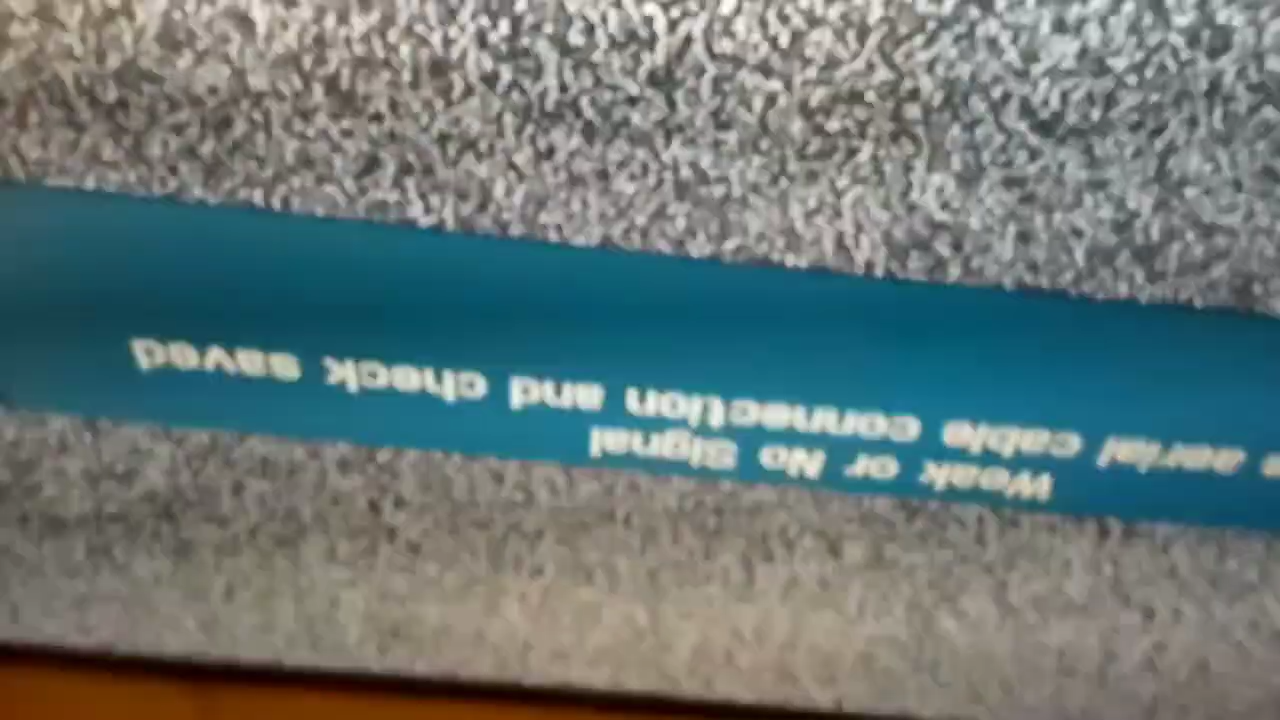 Weak or No Signal
aerial cable connection and check saved